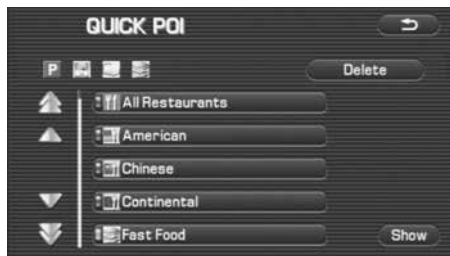 QUICK POI
P
Delete
All Restaurants
American
Chinese
Continental
Fast Food
Show